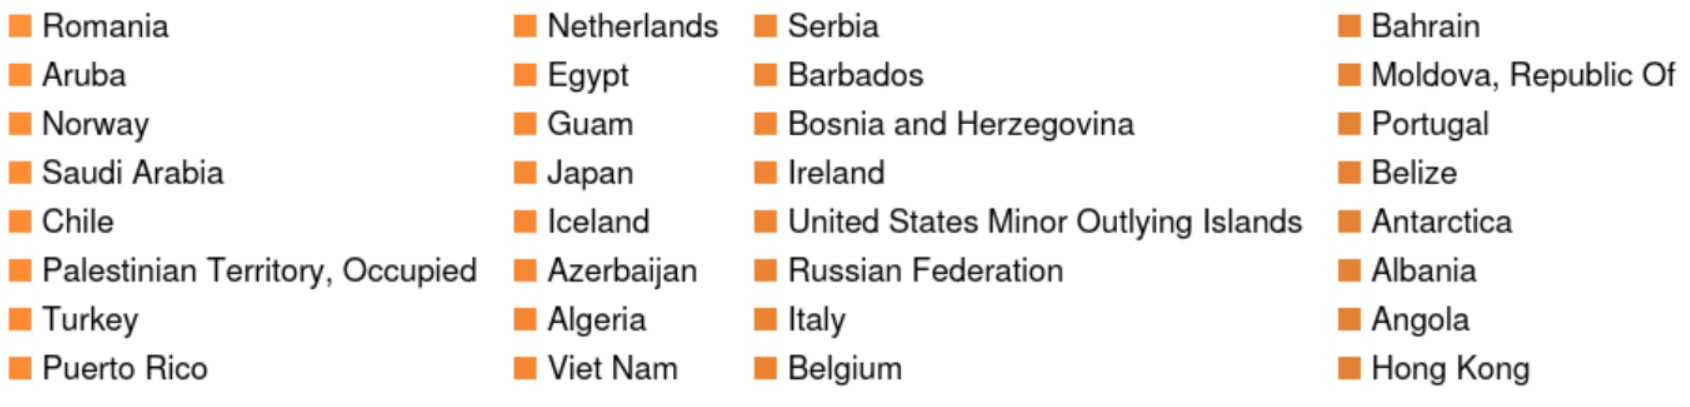 Romania
Aruba
Norway
Saudi Arabia
Chile
Palestinian Territory, Occupied
Turkey
Puerto Rico
Netherlands
Egypt
Guam
Japan
Iceland
Azerbaijan
Algeria
Viet Nam
Serbia
Barbados
Bosnia and Herzegovina
Ireland
United States Minor Outlying Islands
Russian Federation
Italy
Belgium
Bahrain
Moldova, Republic Of
Portugal
Belize
Antarctica
Albania
Angola
Hong Kong